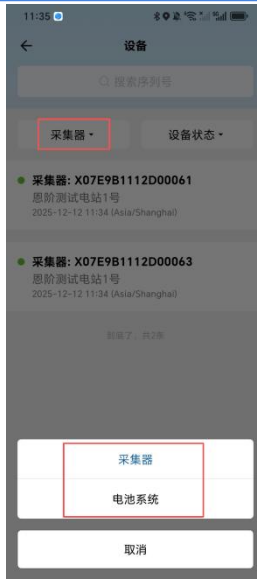 11:35
设备
搜索序列号
采集器
设备状态
采集器: X07E9B1112D00061
恩阶测试电站1号
2025-12-12 11:34 (Asia/Shanghai)
采集器: X07E9B1112D00063
恩阶测试电站1号
2025-12-12 11:34 (Asia/Shanghai)
到底了，共2条
采集器
电池系统
取消